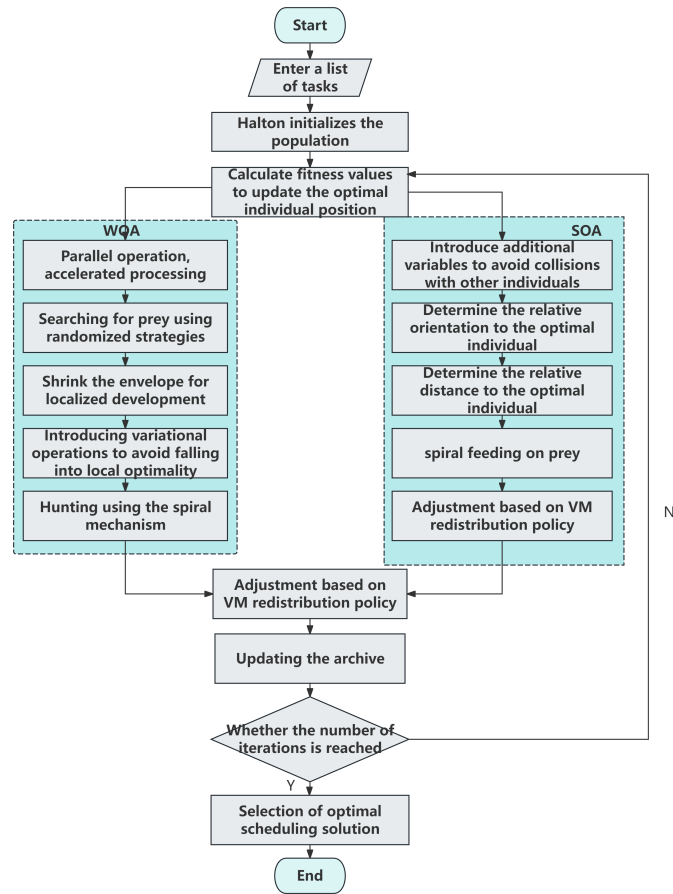 Start
Enter a list
of tasks
Halton initializes the
population
Calculate fitness values
to update the optimal
individual position
WOA
Parallel operation,
accelerated processing
Searching for prey using
randomized strategies
Shrink the envelope for
localized development
Introducing variational
operations to avoid falling
into local optimality
Hunting using the spiral
mechanism
SOA
Introduce additional
variables to avoid collisions
with other individuals
Determine the relative
orientation to the optimal
individual
Determine the relative
distance to the optimal
individual
spiral feeding on prey
Adjustment based on VM
redistribution policy
N
Adjustment based on
VM redistribution policy
Updating the archive
Whether the number of
iterations is reached
Y
Selection of optimal
scheduling solution
End